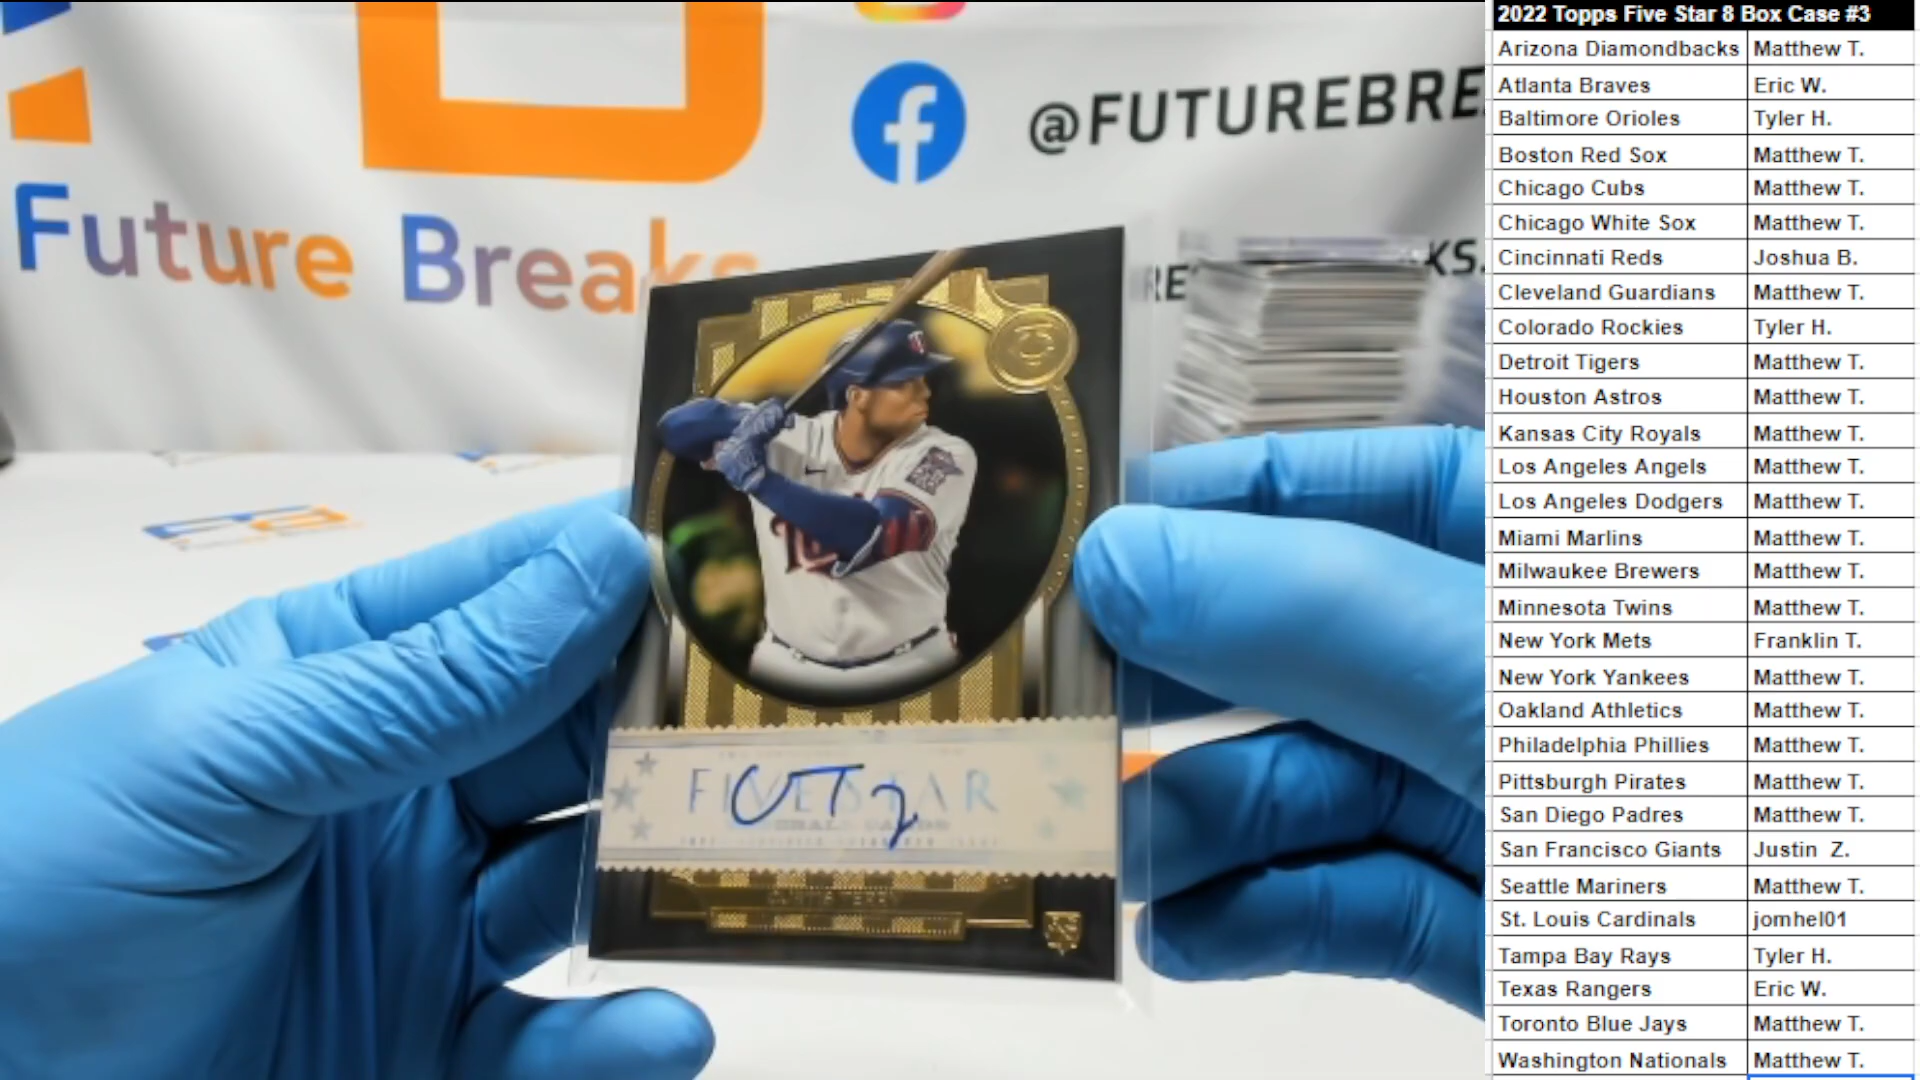 Future Breaks
@FUTUREBRE
KS.
RE
FIVE STAR
CURTIS TERRY
2022 Topps Five Star 8 Box Case #3
Arizona Diamondbacks Matthew T.
Atlanta Braves Eric W.
Baltimore Orioles Tyler H.
Boston Red Sox Matthew T.
Chicago Cubs Matthew T.
Chicago White Sox Matthew T.
Cincinnati Reds Joshua B.
Cleveland Guardians Matthew T.
Colorado Rockies Tyler H.
Detroit Tigers Matthew T.
Houston Astros Matthew T.
Kansas City Royals Matthew T.
Los Angeles Angels Matthew T.
Los Angeles Dodgers Matthew T.
Miami Marlins Matthew T.
Milwaukee Brewers Matthew T.
Minnesota Twins Matthew T.
New York Mets Franklin T.
New York Yankees Matthew T.
Oakland Athletics Matthew T.
Philadelphia Phillies Matthew T.
Pittsburgh Pirates Matthew T.
San Diego Padres Matthew T.
San Francisco Giants Justin Z.
Seattle Mariners Matthew T.
St. Louis Cardinals jomhel01
Tampa Bay Rays Tyler H.
Texas Rangers Eric W.
Toronto Blue Jays Matthew T.
Washington Nationals Matthew T.